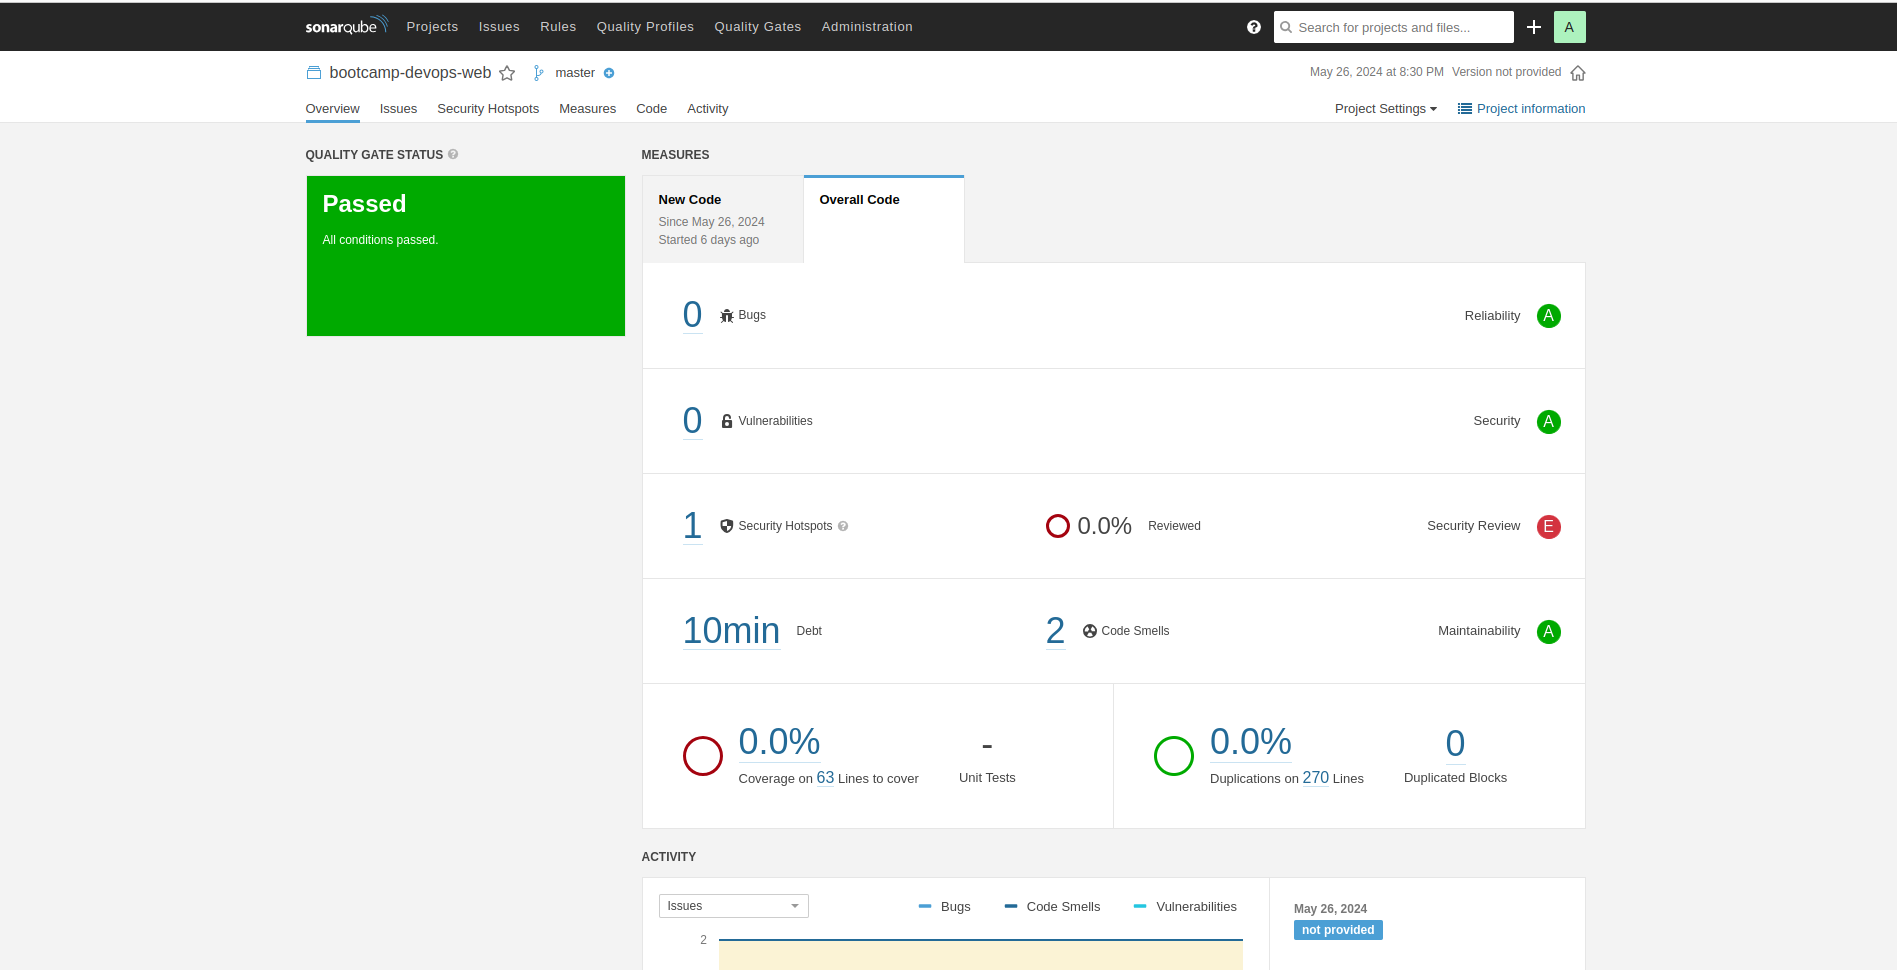 sonarqube Projects Issues Rules Quality Profiles Quality Gates Administration ? Search for projects and files... A
bootcamp-devops-web master May 26, 2024 at 8:30 PM Version not provided
Overview Issues Security Hotspots Measures Code Activity Project Settings Project information
QUALITY GATE STATUS ? MEASURES
Passed
All conditions passed.
New Code
Since May 26, 2024
Started 6 days ago
Overall Code
0 Bugs Reliability A
0 Vulnerabilities Security A
1 Security Hotspots ? 0.0% Reviewed Security Review E
10min Debt 2 Code Smells Maintainability A
0.0%
Coverage on 63 Lines to cover
-
Unit Tests
0.0%
Duplications on 270 Lines
0
Duplicated Blocks
ACTIVITY
Issues Bugs Code Smells Vulnerabilities
2
May 26, 2024
not provided